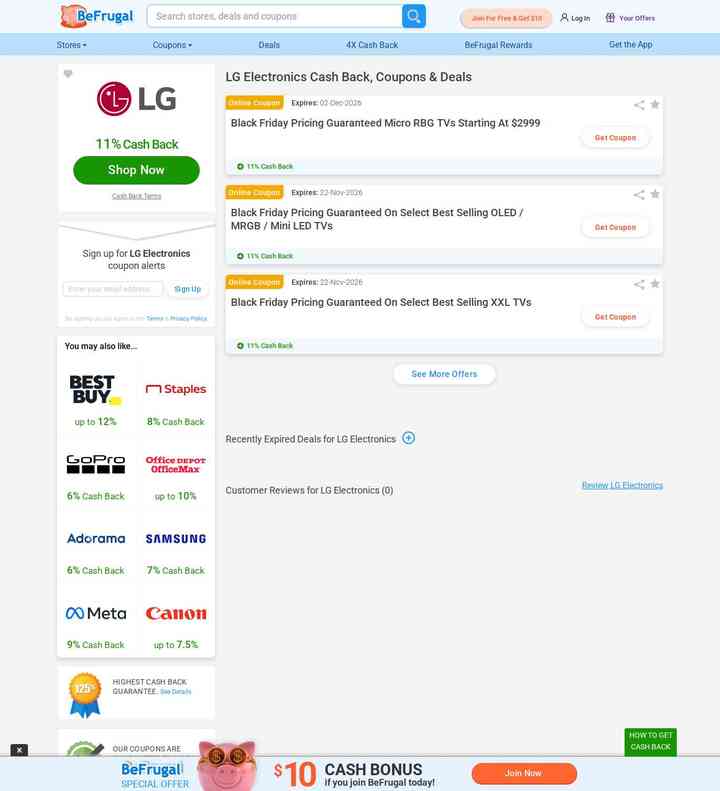 BeFrugal
Search stores, deals and coupons
Join For Free & Get $10
Log In
Your Offers
Stores
Coupons
Deals
4X Cash Back
BeFrugal Rewards
Get the App
LG
11% Cash Back
Shop Now
Cash Back Terms
Sign up for LG Electronics
coupon alerts
Enter your email address
Sign Up
By signing up you agree to our Terms & Privacy Policy
You may also like...
BEST
BUY
up to 12%
Staples
8% Cash Back
GoPro
6% Cash Back
Office DEPOT
OfficeMax
up to 10%
Adorama
6% Cash Back
SAMSUNG
7% Cash Back
Meta
9% Cash Back
Canon
up to 7.5%
125%
HIGHEST CASH BACK
GUARANTEE. See Details
OUR COUPONS ARE
LG Electronics Cash Back, Coupons & Deals
Online Coupon
Expires: 02-Dec-2026
Black Friday Pricing Guaranteed Micro RBG TVs Starting At $2999
Get Coupon
11% Cash Back
Online Coupon
Expires: 22-Nov-2026
Black Friday Pricing Guaranteed On Select Best Selling OLED /
MRGB / Mini LED TVs
Get Coupon
11% Cash Back
Online Coupon
Expires: 22-Nov-2026
Black Friday Pricing Guaranteed On Select Best Selling XXL TVs
Get Coupon
11% Cash Back
See More Offers
Recently Expired Deals for LG Electronics
Customer Reviews for LG Electronics (0)
Review LG Electronics
HOW TO GET
CASH BACK
x
BeFrugal
SPECIAL OFFER
$10
CASH BONUS
if you join BeFrugal today!
Join Now